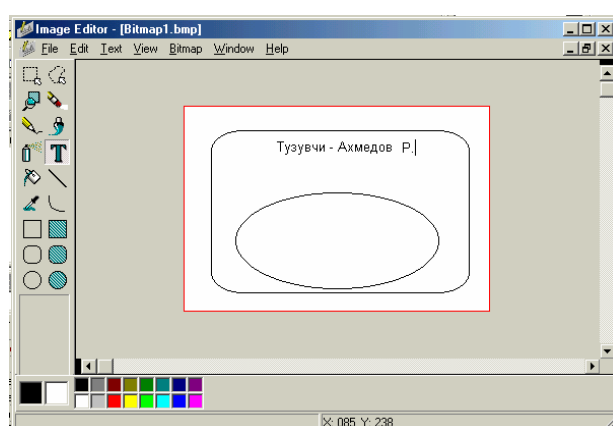 Image Editor - [Bitmap1.bmp]
File Edit Text View Bitmap Window Help
T
Тузувчи - Ахмедов Р.
X: 085 Y: 238